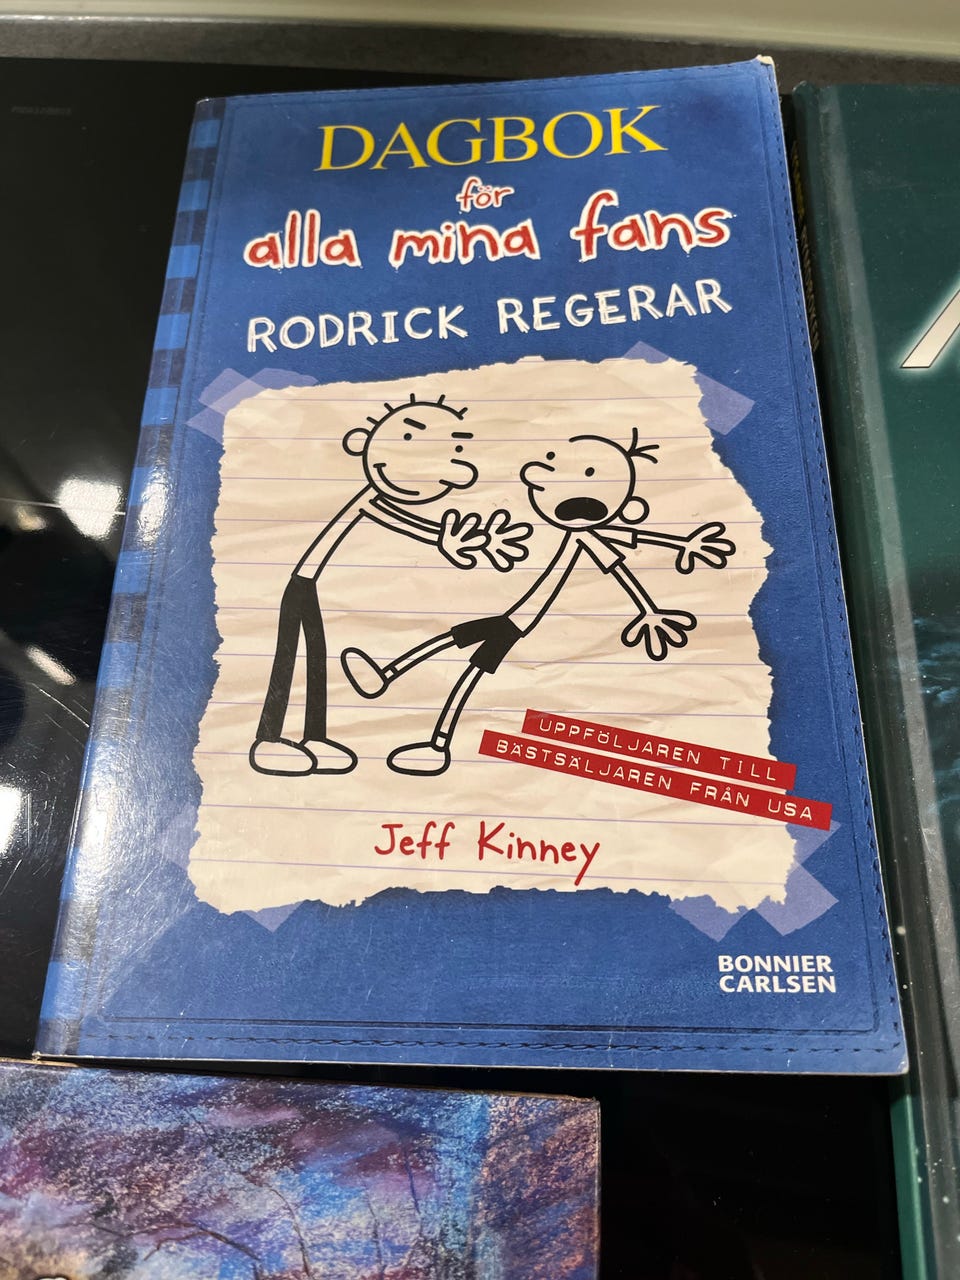 DAGBOK
för
alla mina fans
RODRICK REGERAR
UPPFÖLJAREN TILL
BÄSTSÄLJAREN FRÅN USA
Jeff Kinney
BONNIER
CARLSEN